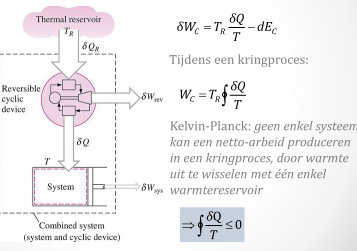 Thermal reservoir
T_R
δQ_R
Reversible
cyclic
device
δW_rev
δQ
T
System
δW_sys
Combined system
(system and cyclic device)
δW_C = T_R δQ/T − dE_C
Tijdens een kringproces:
W_C = T_R ∮ δQ/T
Kelvin-Planck: geen enkel systeem
kan een netto-arbeid produceren
in een kringproces, door warmte
uit te wisselen met één enkel
warmtereservoir
⇒ ∮ δQ/T ≤ 0